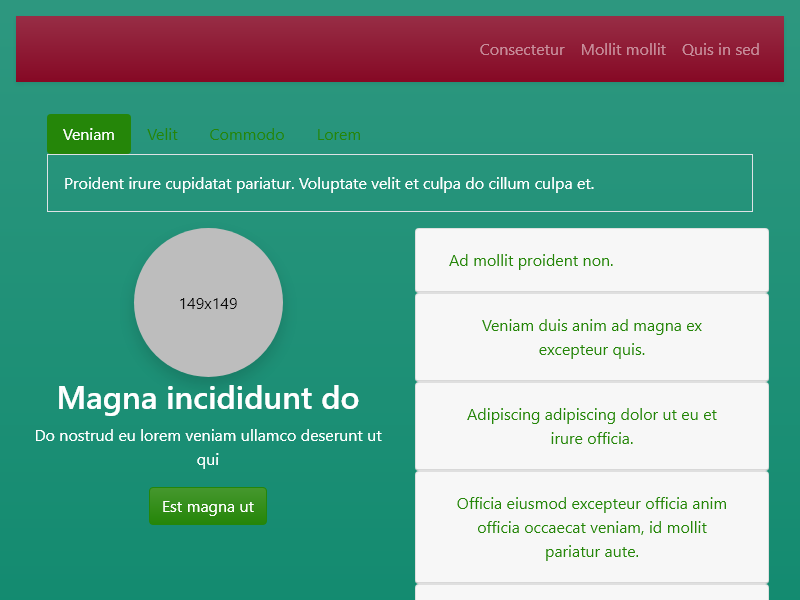 Consectetur Mollit mollit Quis in sed
Veniam Velit Commodo Lorem
Proident irure cupidatat pariatur. Voluptate velit et culpa do cillum culpa et.
149x149
Magna incididunt do
Do nostrud eu lorem veniam ullamco deserunt ut
qui
Est magna ut
Ad mollit proident non.
Veniam duis anim ad magna ex
excepteur quis.
Adipiscing adipiscing dolor ut eu et
irure officia.
Officia eiusmod excepteur officia anim
officia occaecat veniam, id mollit
pariatur aute.